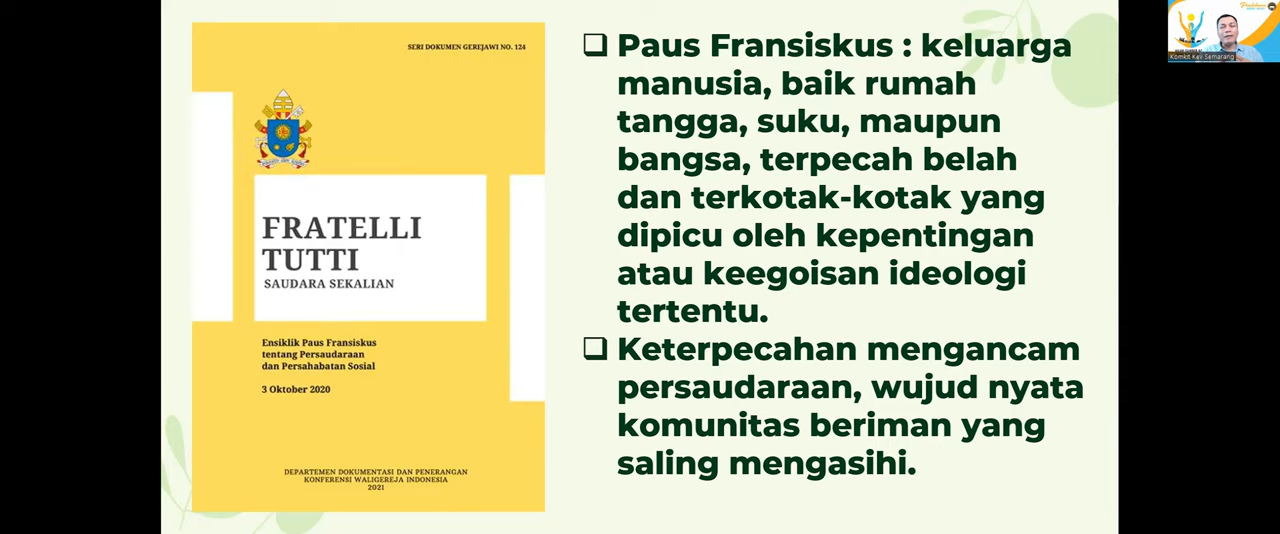 SERI DOKUMEN GEREJAWI NO. 124
FRATELLI
TUTTI
SAUDARA SEKALIAN
Ensiklik Paus Fransiskus
tentang Persaudaraan
dan Persahabatan Sosial
3 Oktober 2020
DEPARTEMEN DOKUMENTASI DAN PENERANGAN
KONFERENSI WALIGEREJA INDONESIA
2021
Paus Fransiskus : keluarga
manusia, baik rumah
tangga, suku, maupun
bangsa, terpecah belah
dan terkotak-kotak yang
dipicu oleh kepentingan
atau keegoisan ideologi
tertentu.
Keterpecahan mengancam
persaudaraan, wujud nyata
komunitas beriman yang
saling mengasihi.
Komkit Kev Semarang